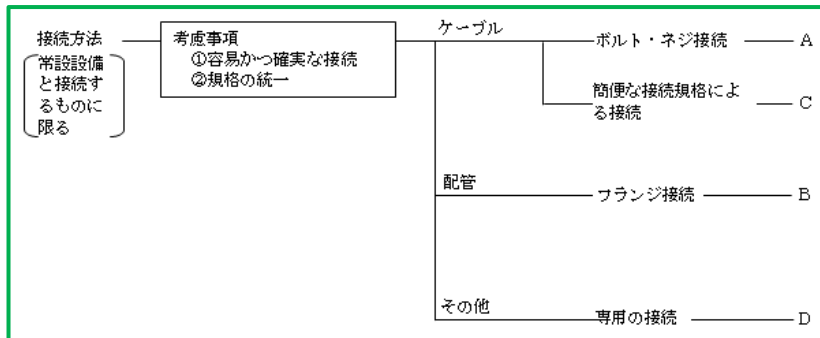 接続方法
常設設備
と接続す
るものに
限る
考慮事項
①容易かつ確実な接続
②規格の統一
ケーブル
ボルト・ネジ接続
A
簡便な接続規格によ
る接続
C
配管
フランジ接続
B
その他
専用の接続
D